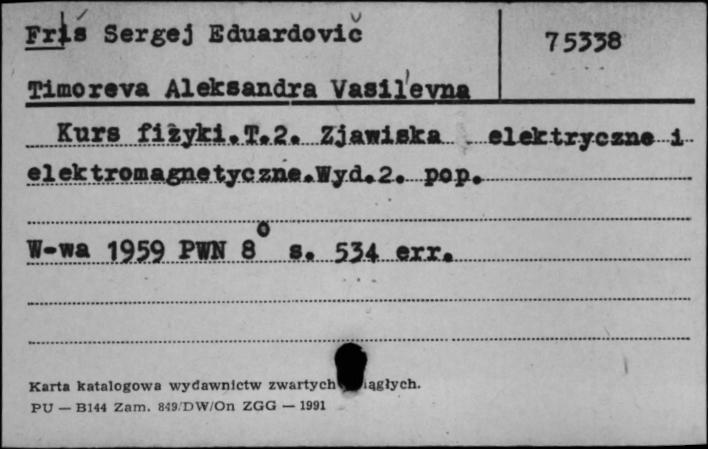 Friś Sergej Eduardovič
75338
Timoreva Aleksandra Vasil'evna
Kurs fizyki.T.2. Zjawiska elektryczne i
elektromagnetyczne.Wyd.2. pop.
W-wa 1959 PWN 8° s. 534 err.
Karta katalogowa wydawnictw zwartych ciągłych.
PU — B144 Zam. 849/DW/On ZGG — 1991